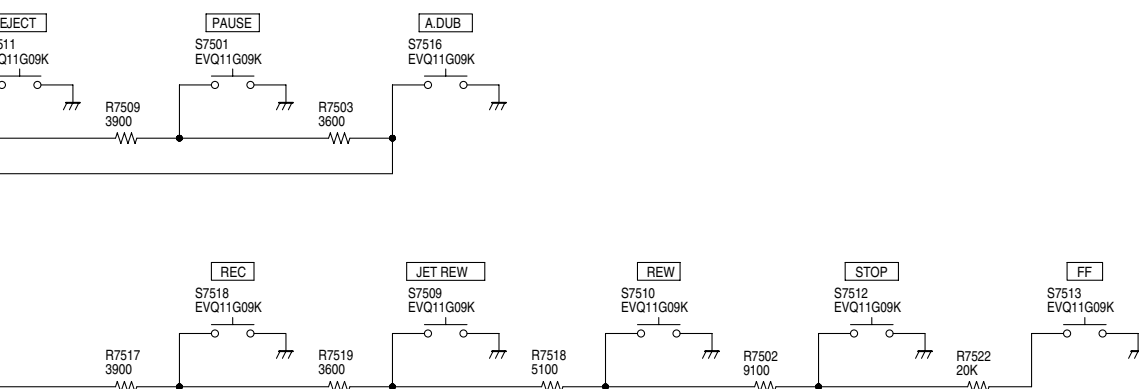 EJECT
PAUSE
A.DUB
511
Q11G09K
S7501
EVQ11G09K
S7516
EVQ11G09K
R7509
3900
R7503
3600
REC
JET REW
REW
STOP
FF
S7518
EVQ11G09K
S7509
EVQ11G09K
S7510
EVQ11G09K
S7512
EVQ11G09K
S7513
EVQ11G09K
R7517
3900
R7519
3600
R7518
5100
R7502
9100
R7522
20K